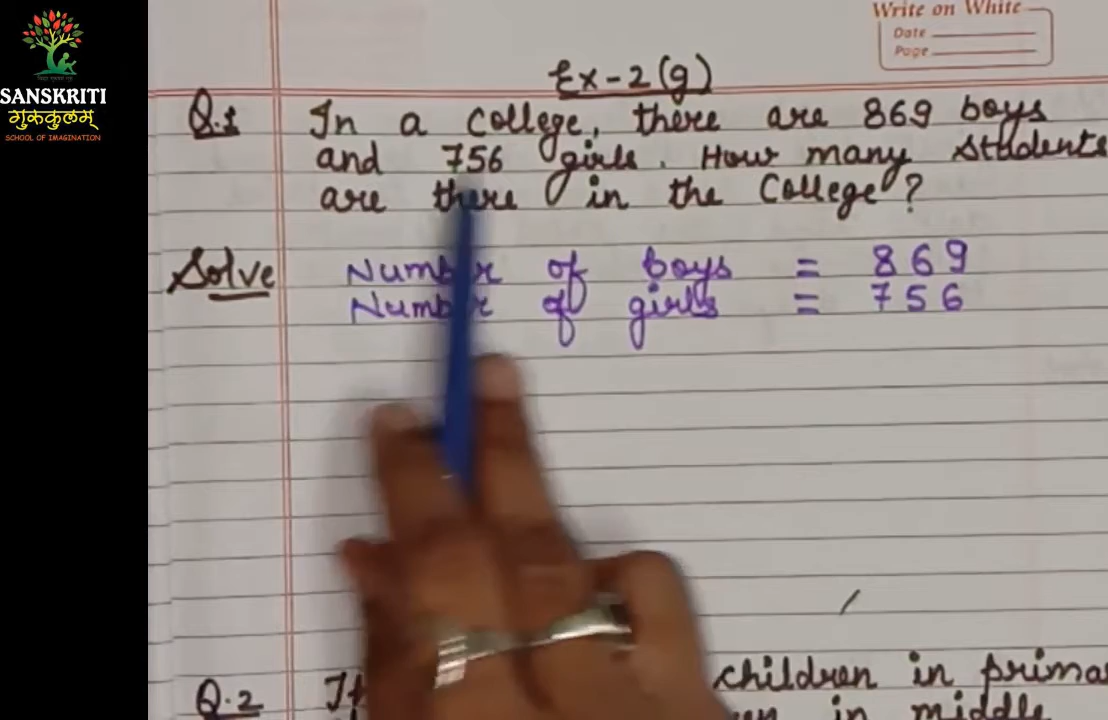 Write on White
Date
Page
SANSKRITI
गुरुकुलम्
SCHOOL OF IMAGINATION
Ex-2(g)
Q.1 In a college, there are 869 boys
and 756 girls. How many students
are there in the College?
Solve Number of boys = 869
Number of girls = 756
Q.2 children in prima
in middle